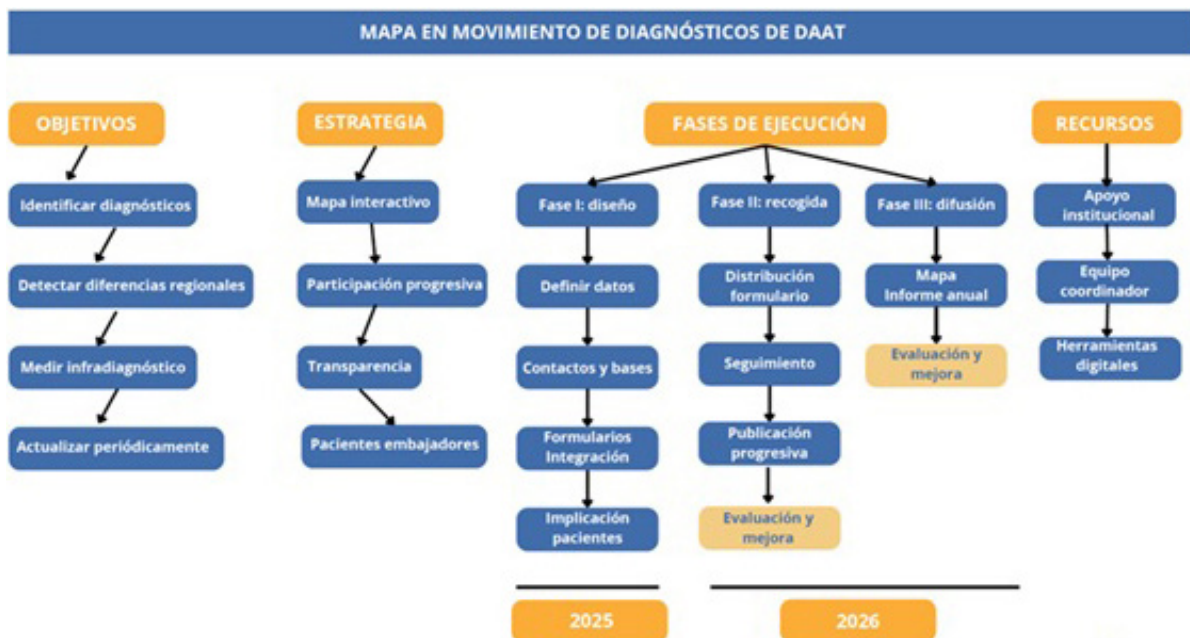 MAPA EN MOVIMIENTO DE DIAGNÓSTICOS DE DAAT
OBJETIVOS
Identificar diagnósticos
Detectar diferencias regionales
Medir infradiagnóstico
Actualizar periódicamente
ESTRATEGIA
Mapa interactivo
Participación progresiva
Transparencia
Pacientes embajadores
FASES DE EJECUCIÓN
Fase I: diseño
Definir datos
Contactos y bases
Formularios
Integración
Implicación
pacientes
Fase II: recogida
Distribución
formulario
Seguimiento
Publicación
progresiva
Evaluación y
mejora
Fase III: difusión
Mapa
Informe anual
Evaluación y
mejora
RECURSOS
Apoyo
institucional
Equipo
coordinador
Herramientas
digitales
2025
2026